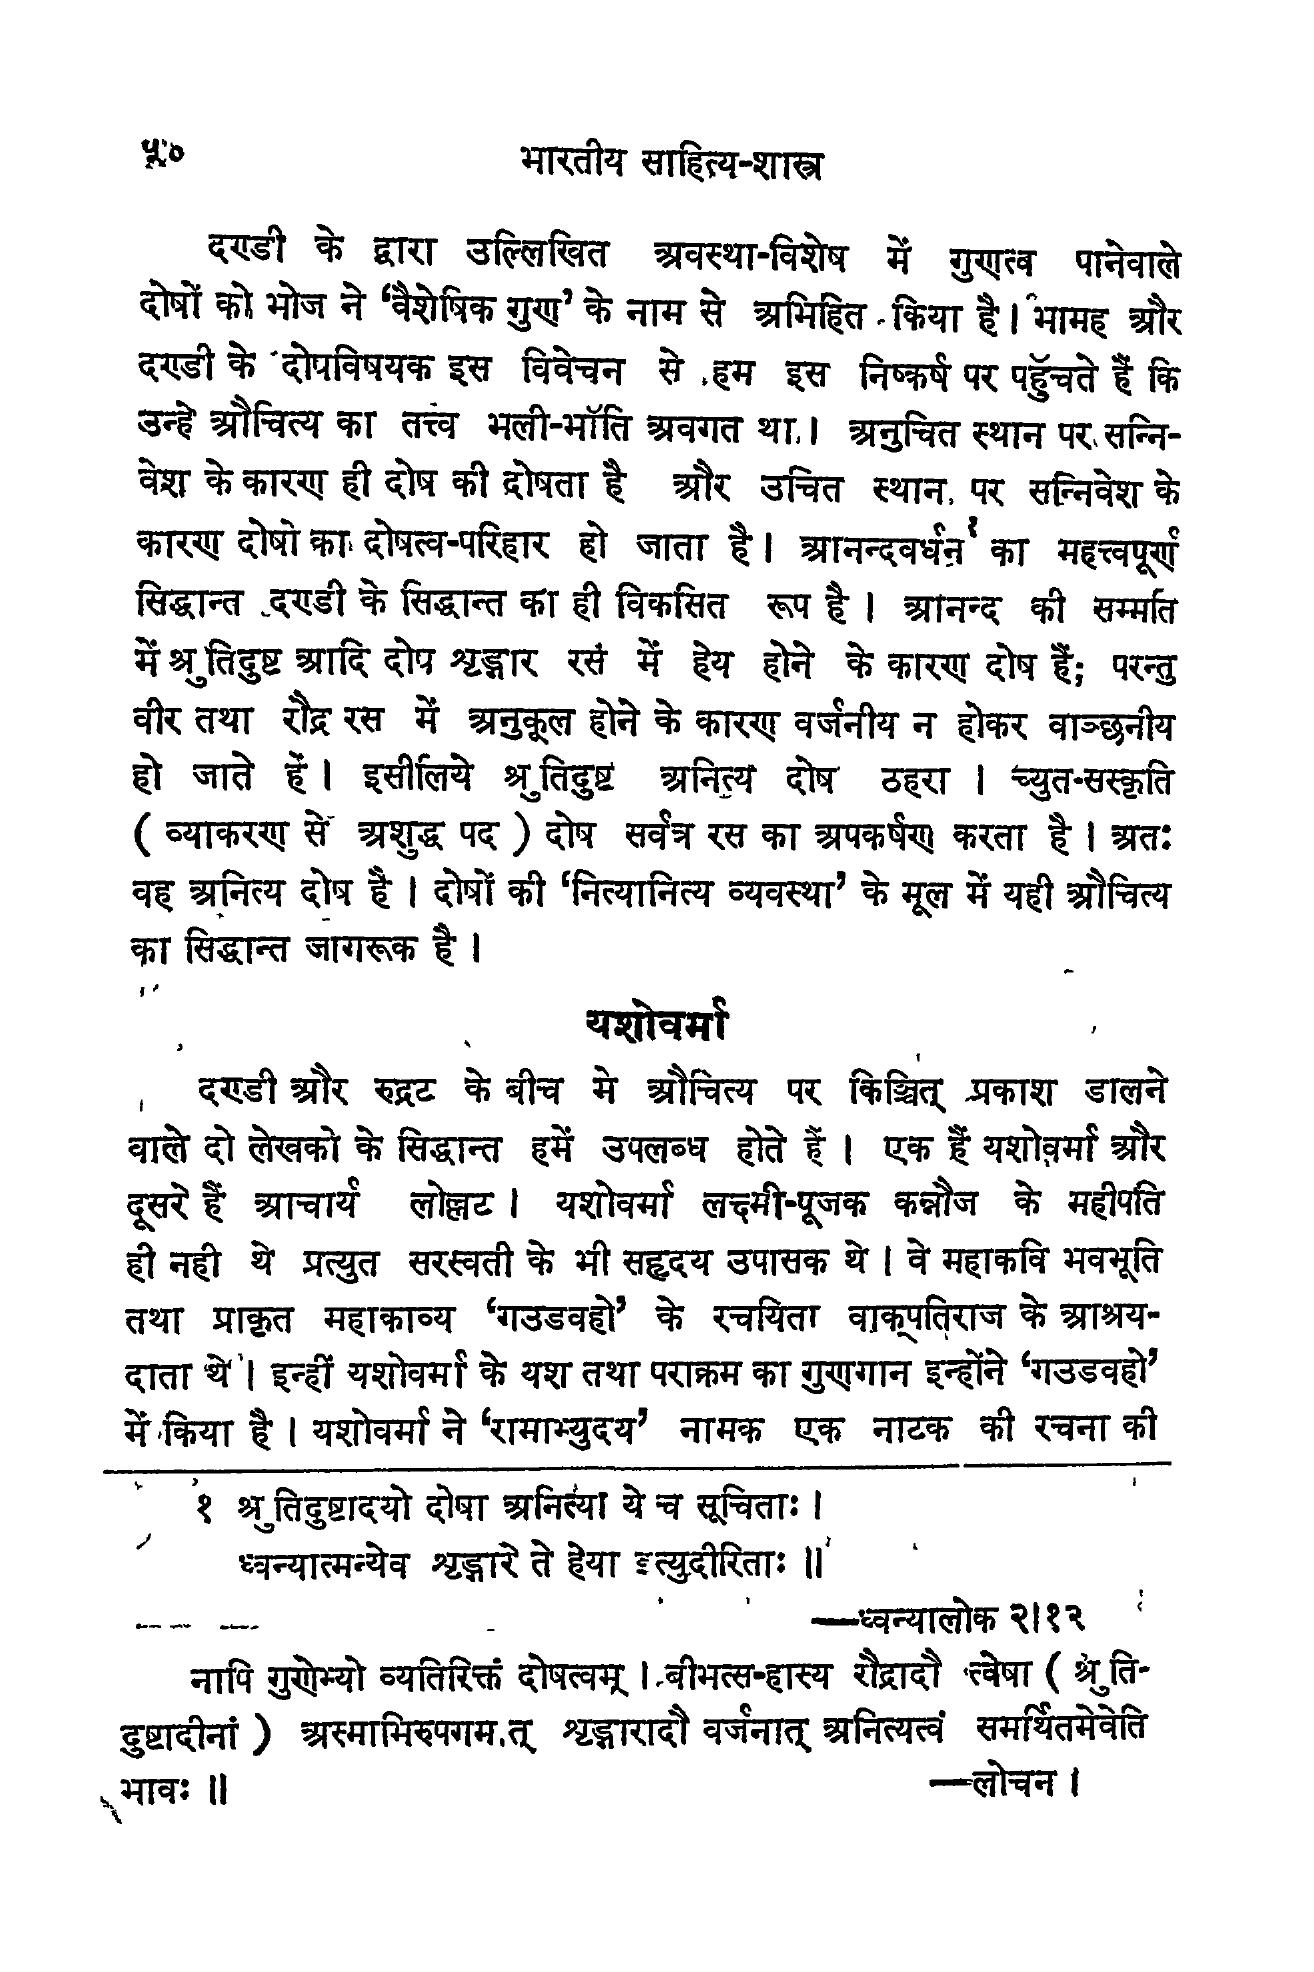 ५०
भारतीय साहित्य-शास्त्र
दण्डी के द्वारा उल्लिखित अवस्था-विशेष में गुणत्व पानेवाले
दोषों को भोज ने ‘वैशेषिक गुण’ के नाम से अभिहित किया है। भामह और
दण्डी के दोपविषयक इस विवेचन से हम इस निष्कर्ष पर पहुँचते हैं कि
उन्हे औचित्य का तत्त्व भली-भॉति अवगत था। अनुचित स्थान पर सन्नि-
वेश के कारण ही दोष की दोषता है और उचित स्थान पर सन्निवेश के
कारण दोषो का दोषत्व-परिहार हो जाता है। आनन्दवर्धन¹ का महत्त्वपूर्ण
सिद्धान्त दण्डी के सिद्धान्त का ही विकसित रूप है। आनन्द की सम्मति
में श्रुतिदुष्ट आदि दोप शृङ्गार रस में हेय होने के कारण दोष हैं; परन्तु
वीर तथा रौद्र रस में अनुकूल होने के कारण वर्जनीय न होकर वाञ्छनीय
हो जाते हैं। इसीलिये श्रुतिदुष्ट अनित्य दोष ठहरा। च्युत-सस्कृति
( व्याकरण से अशुद्ध पद ) दोष सर्वत्र रस का अपकर्षण करता है। अतः
वह अनित्य दोष है। दोषों की ‘नित्यानित्य व्यवस्था’ के मूल में यही औचित्य
का सिद्धान्त जागरूक है।
यशोवर्मा
दण्डी और रुद्रट के बीच मे औचित्य पर किञ्चित् प्रकाश डालने
वाले दो लेखको के सिद्धान्त हमें उपलब्ध होते हैं। एक हैं यशोवर्मा और
दूसरे हैं आचार्य लोल्लट। यशोवर्मा लक्ष्मी-पूजक कन्नौज के महीपति
ही नही थे प्रत्युत सरस्वती के भी सहृदय उपासक थे। वे महाकवि भवभूति
तथा प्राकृत महाकाव्य ‘गउडवहो’ के रचयिता वाक्पतिराज के आश्रय-
दाता थे। इन्हीं यशोवर्मा के यश तथा पराक्रम का गुणगान इन्होंने ‘गउडवहो’
में किया है। यशोवर्मा ने ‘रामाभ्युदय’ नामक एक नाटक की रचना की
१ श्रुतिदुष्टादयो दोषा अनित्या ये च सूचिताः।
ध्वन्यात्मन्येव शृङ्गारे ते हेया इत्युदीरिताः॥
—ध्वन्यालोक २।१२
नापि गुणेभ्यो व्यतिरिक्तं दोषत्वम्। बीभत्स-हास्य रौद्रादौ त्वेषा ( श्रुति-
दुष्टादीनां ) अस्माभिरुपगमात् शृङ्गारादौ वर्जनात् अनित्यत्वं समर्थितमेवेति
भावः॥ —लोचन।